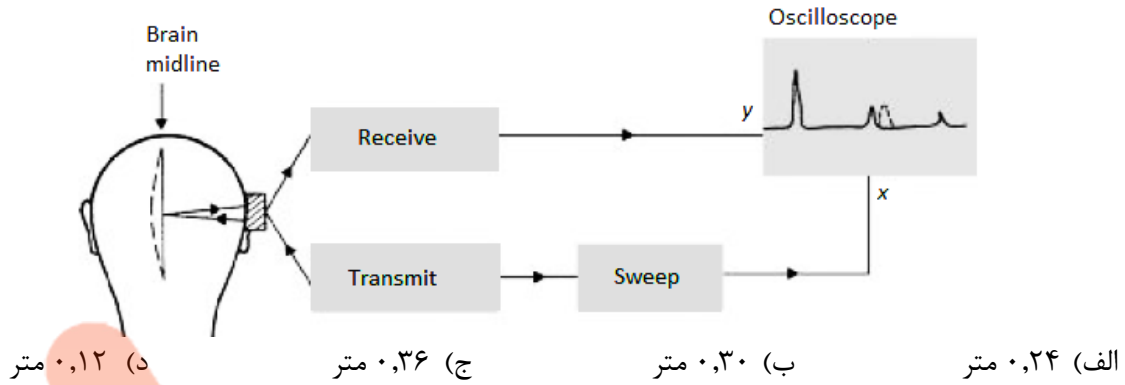 Oscilloscope
Brain
midline
y
Receive
x
Transmit
Sweep
الف) ۰,۲۴ متر ب) ۰,۳۰ متر ج) ۰,۳۶ متر د) ۰,۱۲ متر